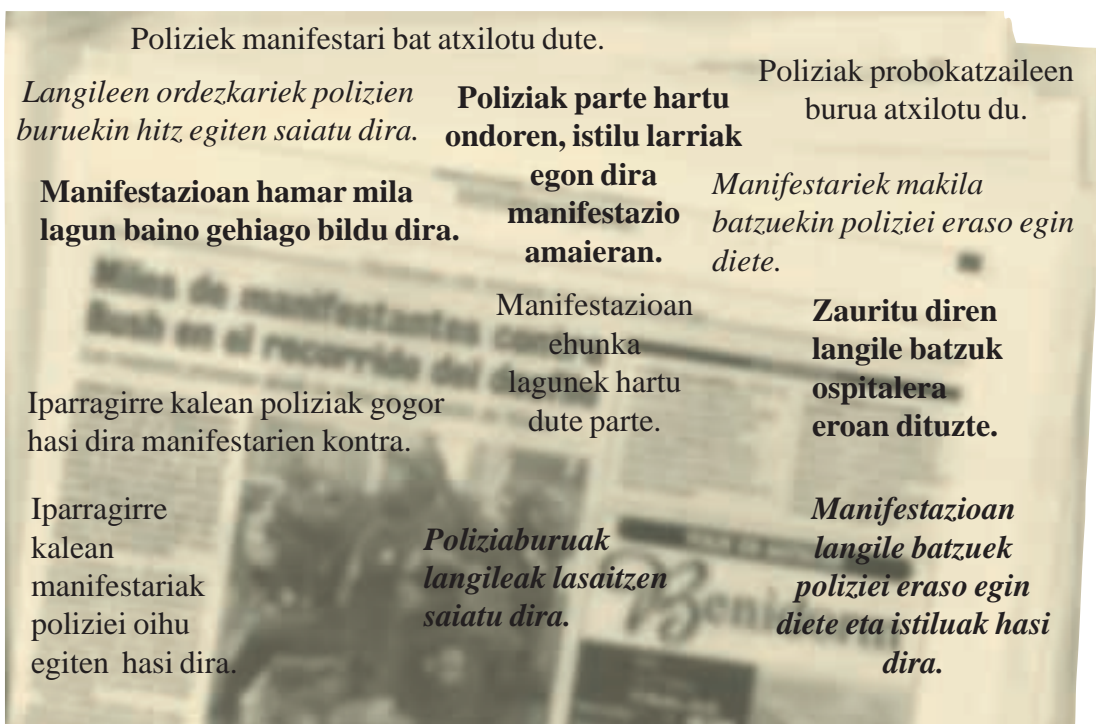 Poliziek manifestari bat atxilotu dute.
Langileen ordezkariek polizien
buruekin hitz egiten saiatu dira.
Poliziak parte hartu
ondoren, istilu larriak
egon dira
manifestazio
amaieran.
Poliziak probokatzaileen
burua atxilotu du.
Manifestazioan hamar mila
lagun baino gehiago bildu dira.
Manifestariek makila
batzuekin poliziei eraso egin
diete.
Miles de manifestantes
Bush en el recorrido del
Manifestazioan
ehunka
lagunek hartu
dute parte.
Zauritu diren
langile batzuk
ospitalera
eroan dituzte.
Iparragirre kalean poliziak gogor
hasi dira manifestarien kontra.
Iparragirre
kalean
manifestariak
poliziei oihu
egiten hasi dira.
Poliziaburuak
langileak lasaitzen
saiatu dira.
Benidorm
Manifestazioan
langile batzuek
poliziei eraso egin
diete eta istiluak hasi
dira.